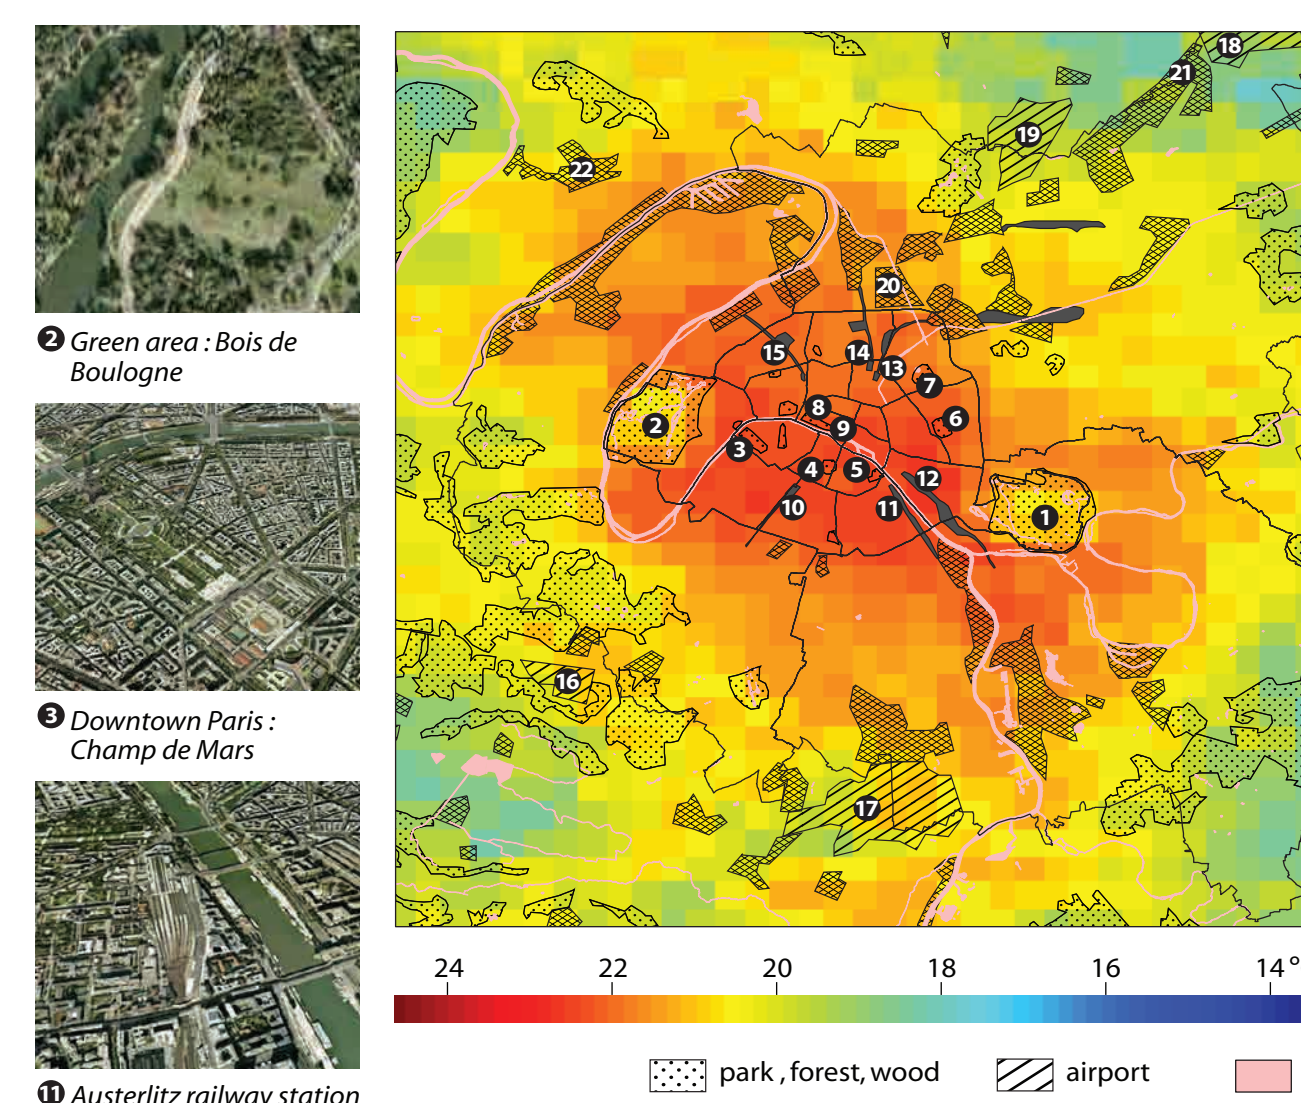 ❷ Green area : Bois de
Boulogne
❸ Downtown Paris :
Champ de Mars
⓫ Austerlitz railway station
18
21
19
22
20
15
14
13
7
2
8
6
9
3
4
5
12
10
11
1
16
17
24 22 20 18 16 14°
park , forest, wood
airport